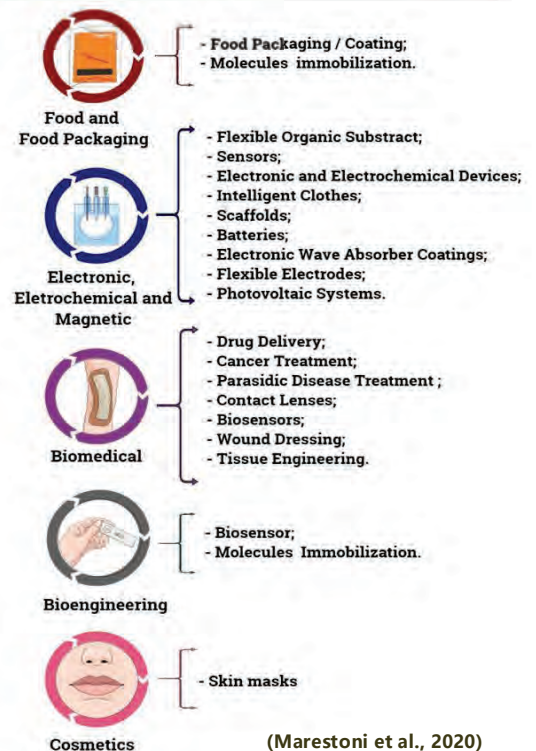 - Food Packaging / Coating;
- Molecules immobilization.
Food and
Food Packaging
- Flexible Organic Substract;
- Sensors;
- Electronic and Electrochemical Devices;
- Intelligent Clothes;
- Scaffolds;
- Batteries;
- Electronic Wave Absorber Coatings;
- Flexible Electrodes;
- Photovoltaic Systems.
Electronic,
Eletrochemical and
Magnetic
- Drug Delivery;
- Cancer Treatment;
- Parasidic Disease Treatment ;
- Contact Lenses;
- Biosensors;
- Wound Dressing;
- Tissue Engineering.
Biomedical
- Biosensor;
- Molecules Immobilization.
Bioengineering
- Skin masks
Cosmetics
(Marestoni et al., 2020)